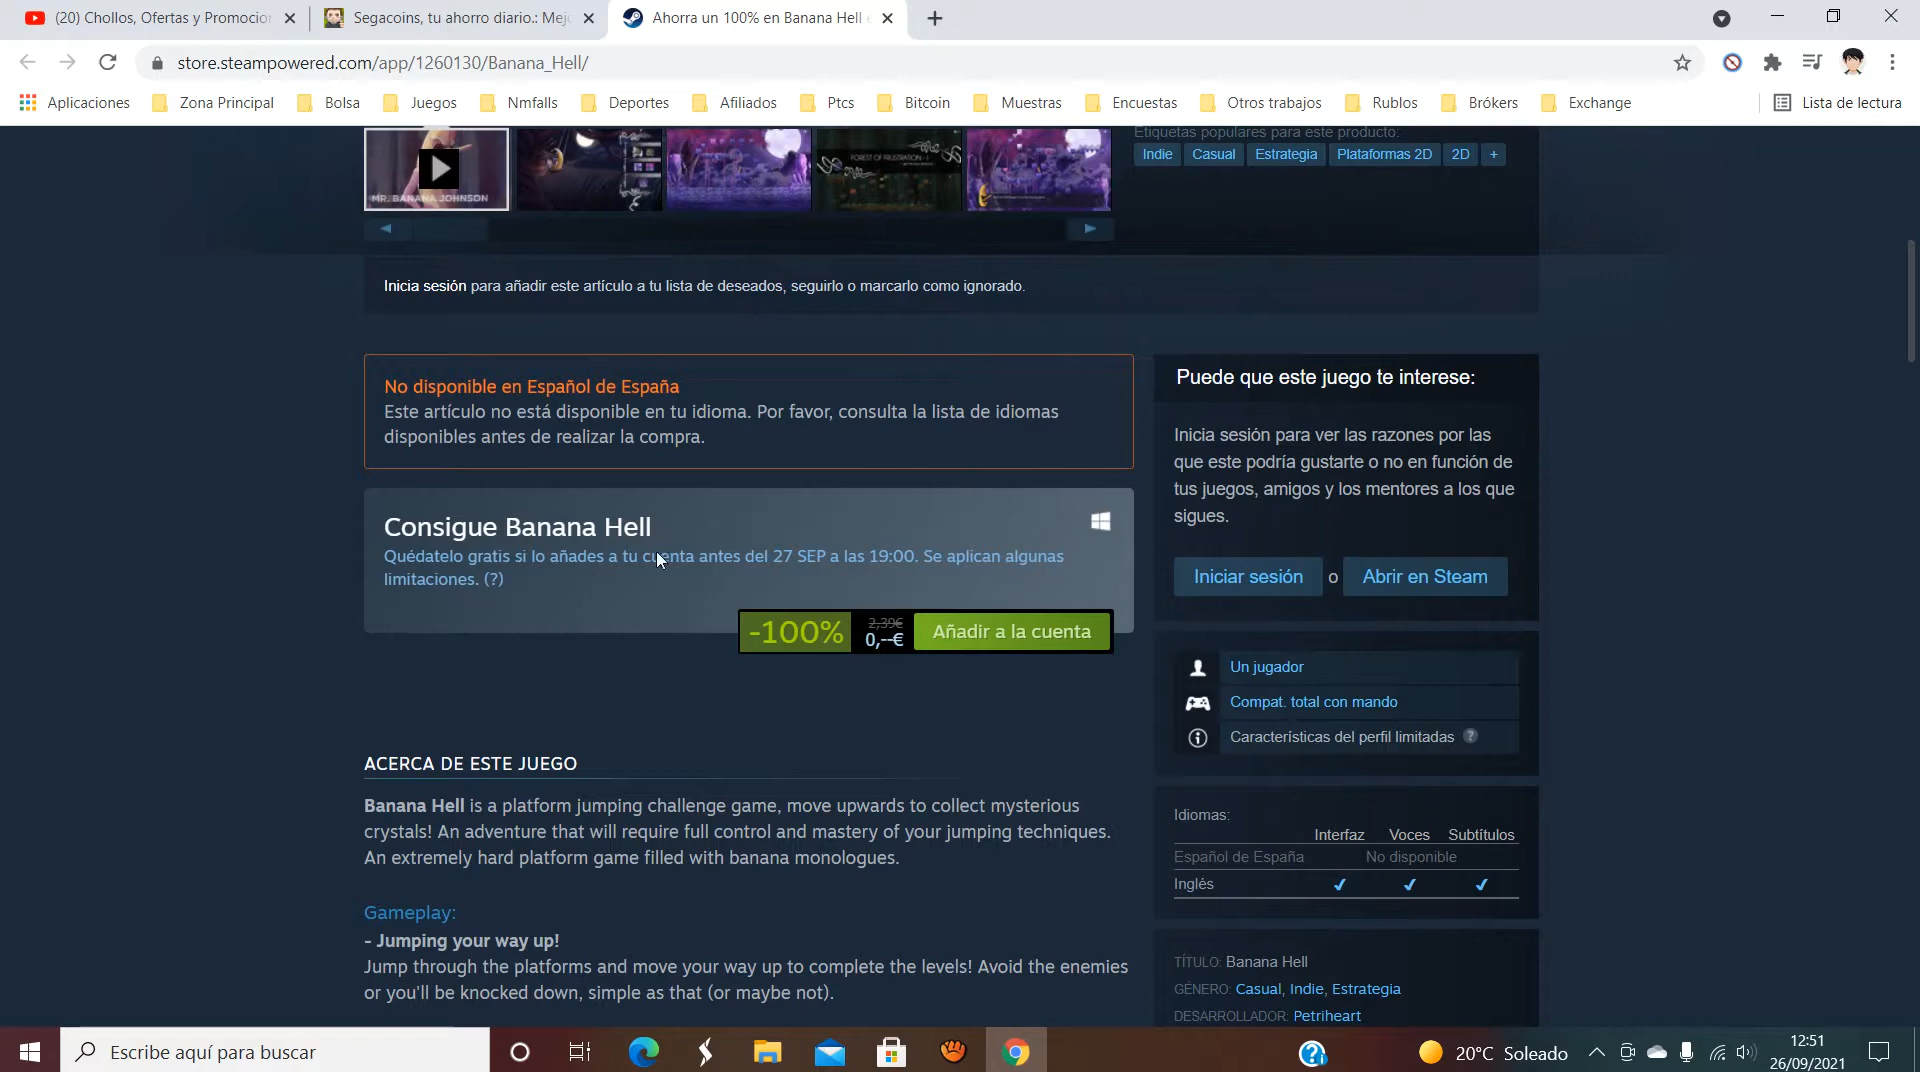 (20) Chollos, Ofertas y Promocion
Segacoins, tu ahorro diario.: Mejo
Ahorra un 100% en Banana Hell e
store.steampowered.com/app/1260130/Banana_Hell/
Aplicaciones
Zona Principal
Bolsa
Juegos
Nmfalls
Deportes
Afiliados
Ptcs
Bitcoin
Muestras
Encuestas
Otros trabajos
Rublos
Brókers
Exchange
Lista de lectura
MR. BANANA JOHNSON
FOREST OF FRUSTRATION - I
Etiquetas populares para este producto:
Indie Casual Estrategia Plataformas 2D 2D +
Inicia sesión para añadir este artículo a tu lista de deseados, seguirlo o marcarlo como ignorado.
No disponible en Español de España
Este artículo no está disponible en tu idioma. Por favor, consulta la lista de idiomas
disponibles antes de realizar la compra.
Consigue Banana Hell
Quédatelo gratis si lo añades a tu cuenta antes del 27 SEP a las 19:00. Se aplican algunas
limitaciones. (?)
-100%
2,39€
0,--€
Añadir a la cuenta
ACERCA DE ESTE JUEGO
Banana Hell is a platform jumping challenge game, move upwards to collect mysterious
crystals! An adventure that will require full control and mastery of your jumping techniques.
An extremely hard platform game filled with banana monologues.
Gameplay:
- Jumping your way up!
Jump through the platforms and move your way up to complete the levels! Avoid the enemies
or you'll be knocked down, simple as that (or maybe not).
Puede que este juego te interese:
Inicia sesión para ver las razones por las
que este podría gustarte o no en función de
tus juegos, amigos y los mentores a los que
sigues.
Iniciar sesión o Abrir en Steam
Un jugador
Compat. total con mando
Características del perfil limitadas ?
Idiomas:
Interfaz Voces Subtítulos
Español de España No disponible
Inglés ✔ ✔ ✔
TÍTULO: Banana Hell
GÉNERO: Casual, Indie, Estrategia
DESARROLLADOR: Petriheart
Escribe aquí para buscar
20°C Soleado
12:51
26/09/2021